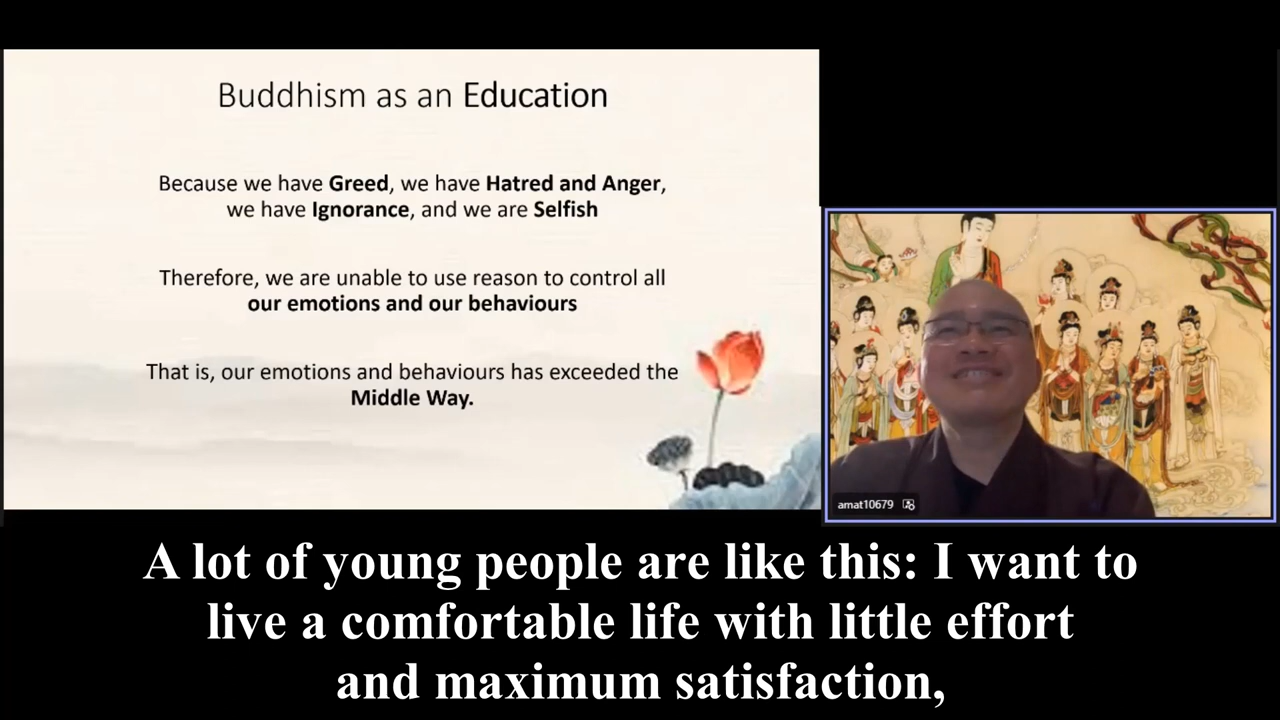 Buddhism as an Education
Because we have Greed, we have Hatred and Anger,
we have Ignorance, and we are Selfish
Therefore, we are unable to use reason to control all
our emotions and our behaviours
That is, our emotions and behaviours has exceeded the
Middle Way.
amat10679
A lot of young people are like this: I want to
live a comfortable life with little effort
and maximum satisfaction,